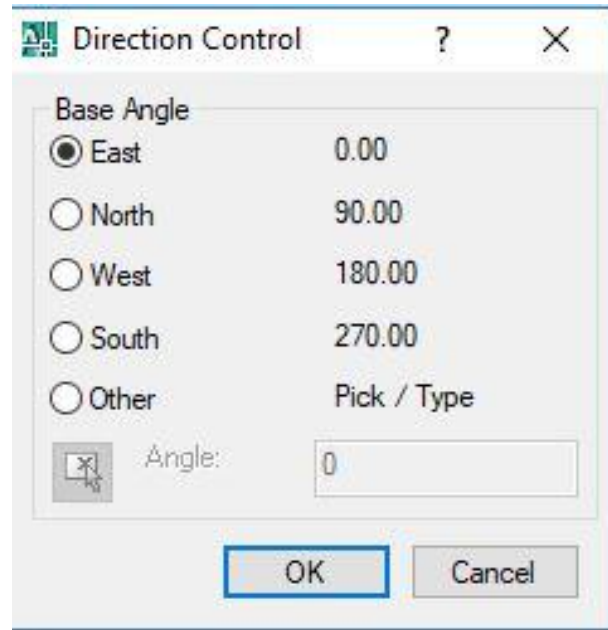 Direction Control ?
Base Angle
East 0.00
North 90.00
West 180.00
South 270.00
Other Pick / Type
Angle: 0
OK Cancel